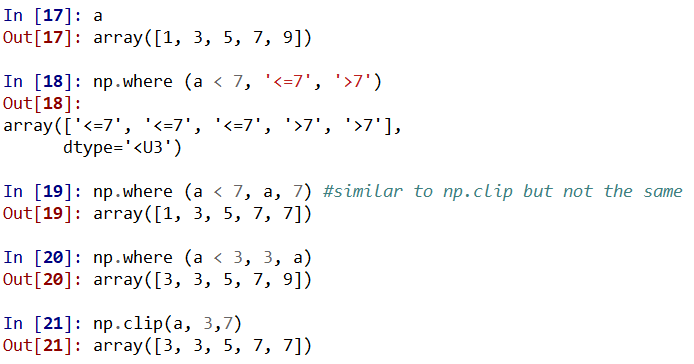 In [17]: a
Out[17]: array([1, 3, 5, 7, 9])
In [18]: np.where (a < 7, '<=7', '>7')
Out[18]:
array(['<=7', '<=7', '<=7', '>7', '>7'],
dtype='<U3')
In [19]: np.where (a < 7, a, 7) #similar to np.clip but not the same
Out[19]: array([1, 3, 5, 7, 7])
In [20]: np.where (a < 3, 3, a)
Out[20]: array([3, 3, 5, 7, 9])
In [21]: np.clip(a, 3,7)
Out[21]: array([3, 3, 5, 7, 7])